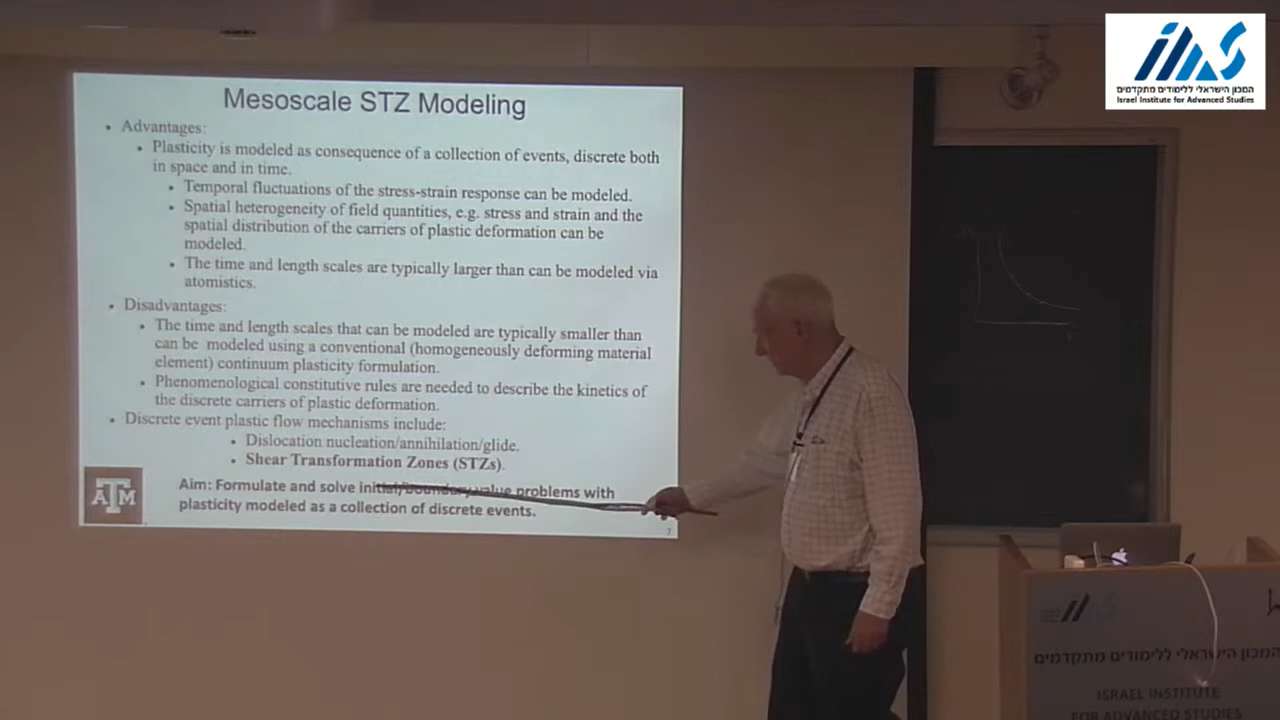 Mesoscale STZ Modeling
• Advantages:
• Plasticity is modeled as consequence of a collection of events, discrete both
in space and in time.
• Temporal fluctuations of the stress-strain response can be modeled.
• Spatial heterogeneity of field quantities, e.g. stress and strain and the
spatial distribution of the carriers of plastic deformation can be
modeled.
• The time and length scales are typically larger than can be modeled via
atomistics.
• Disadvantages:
• The time and length scales that can be modeled are typically smaller than
can be modeled using a conventional (homogeneously deforming material
element) continuum plasticity formulation.
• Phenomenological constitutive rules are needed to describe the kinetics of
the discrete carriers of plastic deformation.
• Discrete event plastic flow mechanisms include:
• Dislocation nucleation/annihilation/glide.
• Shear Transformation Zones (STZs).
Aim: Formulate and solve initial/boundary value problems with
plasticity modeled as a collection of discrete events.
ATM
7
iias
המכון הישראלי ללימודים מתקדמים
Israel Institute for Advanced Studies
המכון הישראלי ללימודים מתקדמים
ISRAEL INSTITUTE
FOR ADVANCED STUDIES